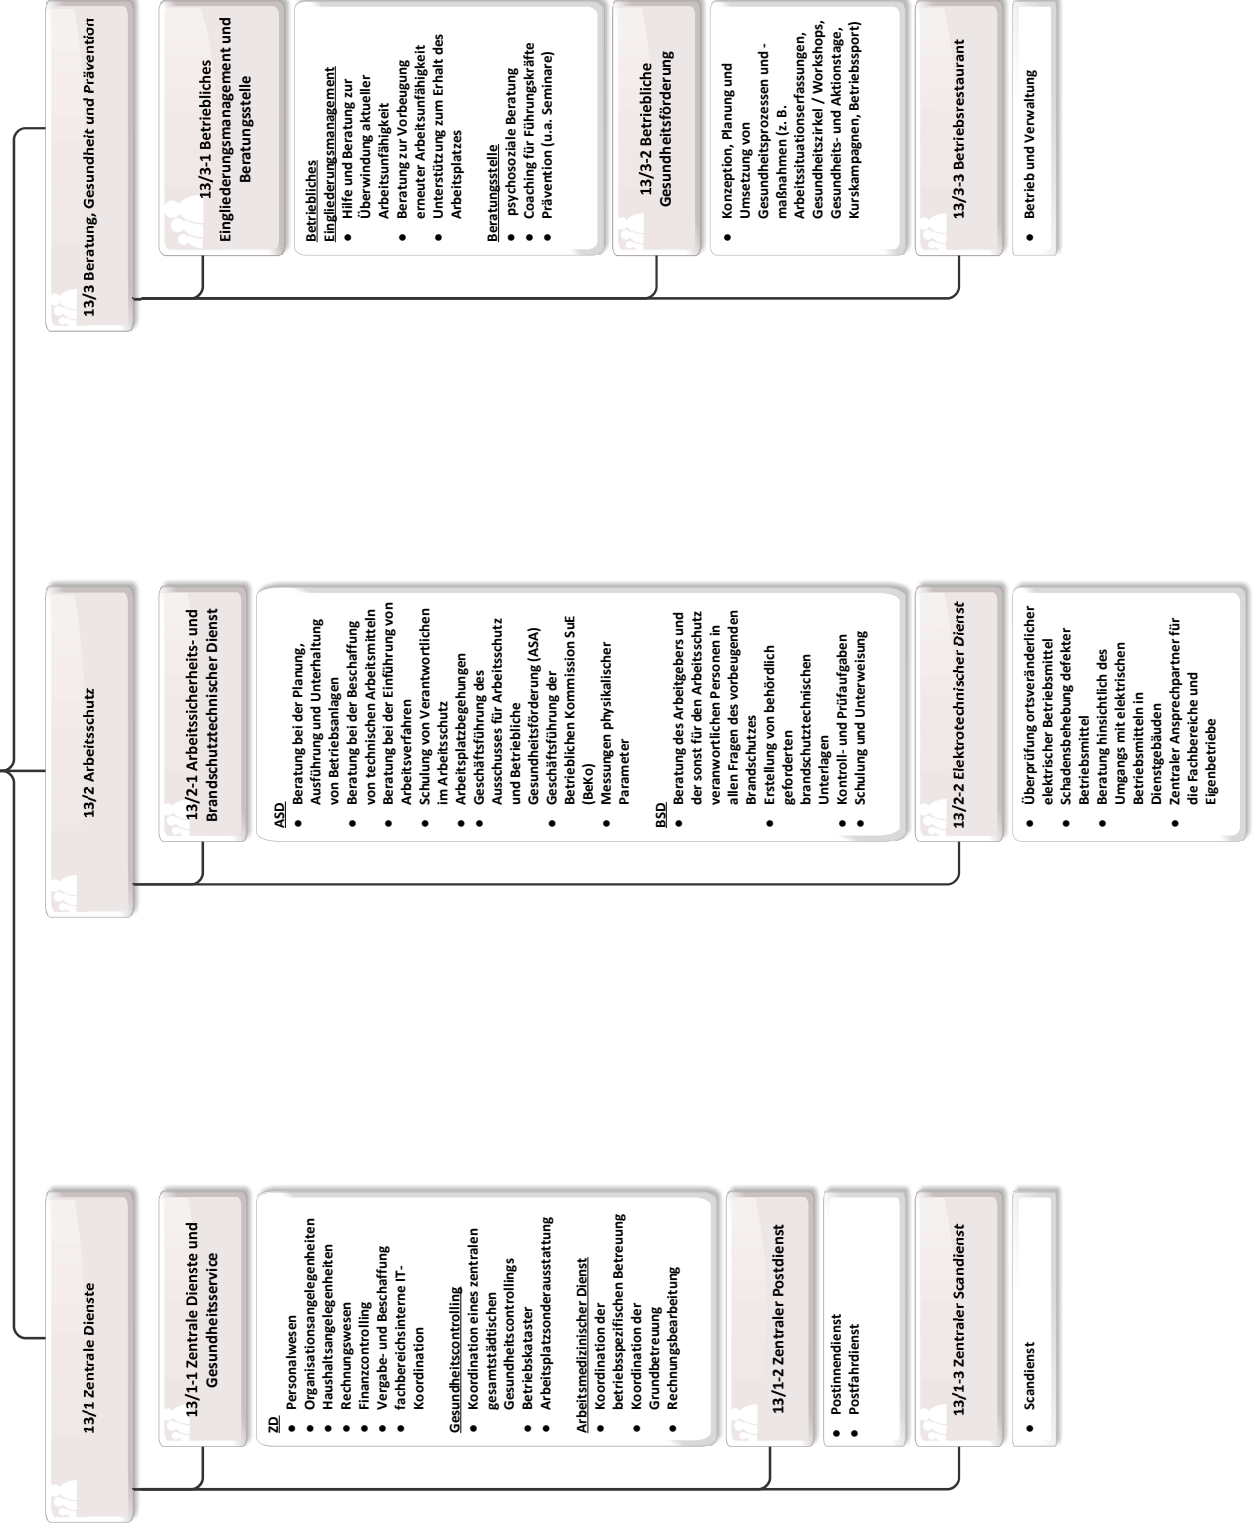 13/1 Zentrale Dienste
13/1-1 Zentrale Dienste und
Gesundheitsservice
ZD
● Personalwesen
● Organisationsangelegenheiten
● Haushaltsangelegenheiten
● Rechnungswesen
● Finanzcontrolling
● Vergabe- und Beschaffung
● fachbereichsinterne IT-
Koordination
Gesundheitscontrolling
● Koordination eines zentralen
gesamtstädtischen
Gesundheitscontrollings
● Betriebskataster
● Arbeitsplatzsonderausstattung
Arbeitsmedizinischer Dienst
● Koordination der
betriebsspezifischen Betreuung
● Koordination der
Grundbetreuung
● Rechnungsbearbeitung
13/1-2 Zentraler Postdienst
● Postinnendienst
● Postfahrdienst
13/1-3 Zentraler Scandienst
● Scandienst
13/2 Arbeitsschutz
13/2-1 Arbeitssicherheits- und
Brandschutztechnischer Dienst
ASD
● Beratung bei der Planung,
Ausführung und Unterhaltung
von Betriebsanlagen
● Beratung bei der Beschaffung
von technischen Arbeitsmitteln
● Beratung bei der Einführung von
Arbeitsverfahren
● Schulung von Verantwortlichen
im Arbeitsschutz
● Arbeitsplatzbegehungen
● Geschäftsführung des
Ausschusses für Arbeitsschutz
und Betriebliche
Gesundheitsförderung (ASA)
● Geschäftsführung der
Betrieblichen Kommission SuE
(BeKo)
● Messungen physikalischer
Parameter
BSD
● Beratung des Arbeitgebers und
der sonst für den Arbeitsschutz
veranwortlichen Personen in
allen Fragen des vorbeugenden
Brandschutzes
● Erstellung von behördlich
geforderten
brandschutztechnischen
Unterlagen
● Kontroll- und Prüfaufgaben
● Schulung und Unterweisung
13/2-2 Elektrotechnischer Dienst
● Überprüfung ortsveränderlicher
elektrischer Betriebsmittel
● Schadensbehebung defekter
Betriebsmittel
● Beratung hinsichtlich des
Umgangs mit elektrischen
Betriebsmitteln in
Dienstgebäuden
● Zentraler Ansprechpartner für
die Fachbereiche und
Eigenbetriebe
13/3 Beratung, Gesundheit und Prävention
13/3-1 Betriebliches
Eingliederungsmanagement und
Beratungsstelle
Betriebliches
Eingliederungsmanagement
● Hilfe und Beratung zur
Überwindung aktueller
Arbeitsunfähigkeit
● Beratung zur Vorbeugung
erneuter Arbeitsunfähigkeit
● Unterstützung zum Erhalt des
Arbeitsplatzes
Beratungsstelle
● psychosoziale Beratung
● Coaching für Führungskräfte
● Prävention (u.a. Seminare)
13/3-2 Betriebliche
Gesundheitsförderung
● Konzeption, Planung und
Umsetzung von
Gesundheitsprozessen und -
maßnahmen (z. B.
Arbeitssituationserfassungen,
Gesundheitszirkel / Workshops,
Gesundheits- und Aktionstage,
Kurskampagnen, Betriebssport)
13/3-3 Betriebsrestaurant
● Betrieb und Verwaltung